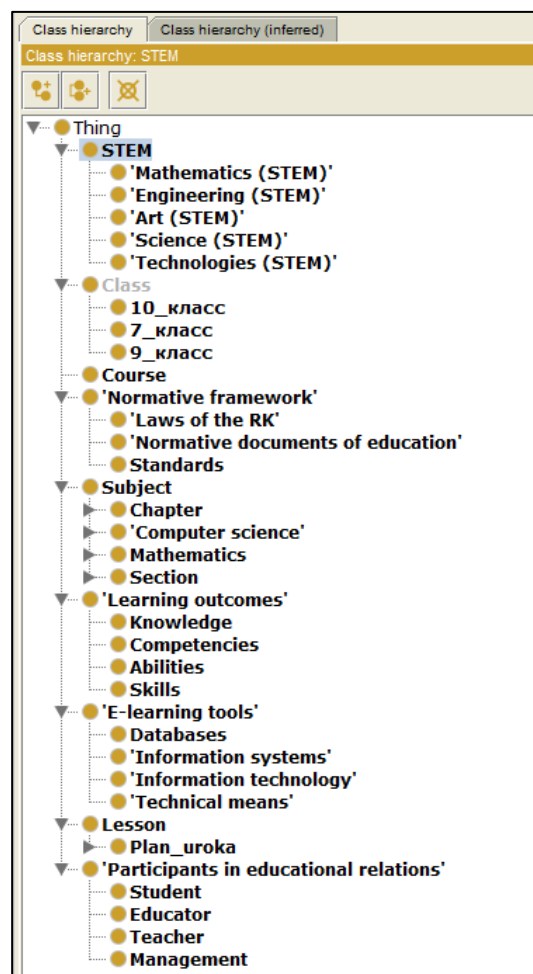 Class hierarchy Class hierarchy (inferred)
Class hierarchy: STEM
Thing
STEM
'Mathematics (STEM)'
'Engineering (STEM)'
'Art (STEM)'
'Science (STEM)'
'Technologies (STEM)'
Class
10_класс
7_класс
9_класс
Course
'Normative framework'
'Laws of the RK'
'Normative documents of education'
Standards
Subject
Chapter
'Computer science'
Mathematics
Section
'Learning outcomes'
Knowledge
Competencies
Abilities
Skills
'E-learning tools'
Databases
'Information systems'
'Information technology'
'Technical means'
Lesson
Plan_uroka
'Participants in educational relations'
Student
Educator
Teacher
Management